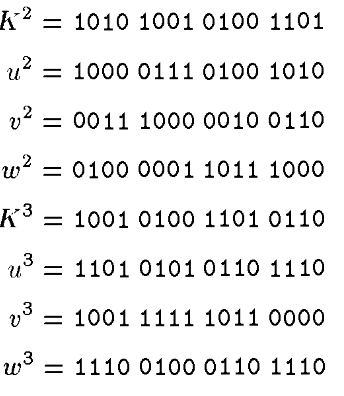 K² = 1010 1001 0100 1101
u² = 1000 0111 0100 1010
v² = 0011 1000 0010 0110
w² = 0100 0001 1011 1000
K³ = 1001 0100 1101 0110
u³ = 1101 0101 0110 1110
v³ = 1001 1111 1011 0000
w³ = 1110 0100 0110 1110